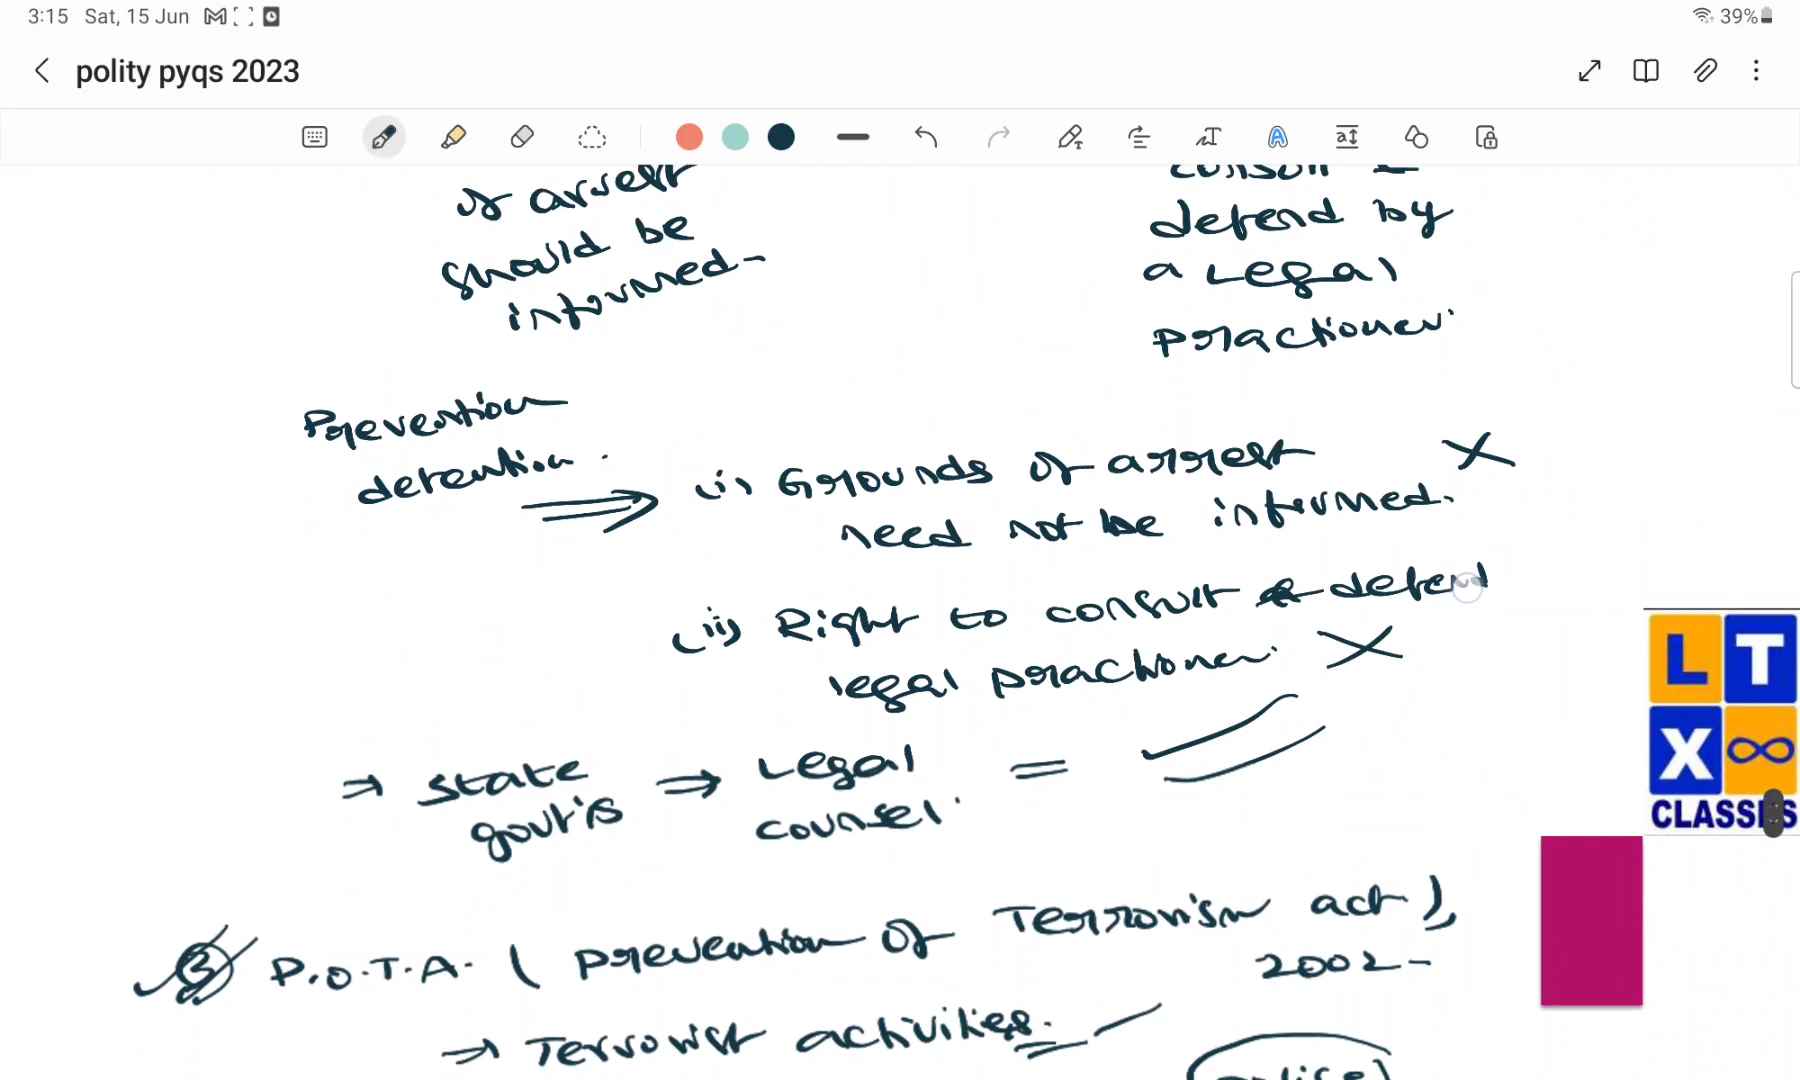 3:15 Sat, 15 Jun 39%
polity pyqs 2023
of arrest
should be
informed-
defend by
a Legal
practioner.
Prevention
detention.
(i) Grounds of arrest
need not be informed.
(ii) Right to consult & defend
legal practioner.
→ state
govt is
⇒ Legal
counsel.
=
③ P.O.T.A. ( prevention of Terrorism act),
2002-
→ Terrorist activities.
L T
X ∞
CLASSES